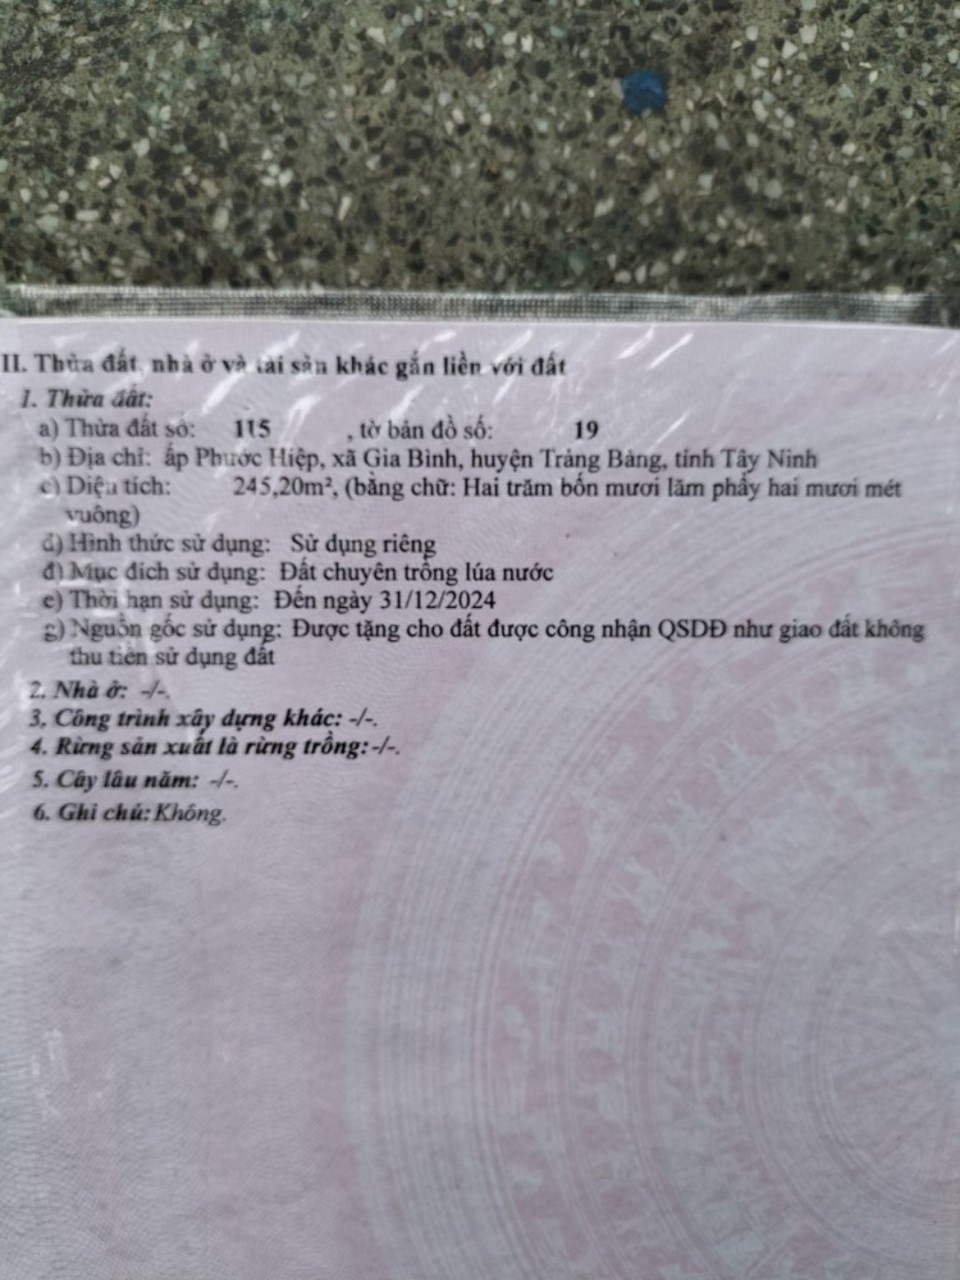 II. Thửa đất, nhà ở và tài sản khác gắn liền với đất
1. Thửa đất:
a) Thửa đất số: 115 , tờ bản đồ số: 19
b) Địa chỉ: ấp Phước Hiệp, xã Gia Bình, huyện Trảng Bàng, tỉnh Tây Ninh
c) Diện tích: 245,20m², (bằng chữ: Hai trăm bốn mươi lăm phẩy hai mươi mét
vuông)
d) Hình thức sử dụng: Sử dụng riêng
đ) Mục đích sử dụng: Đất chuyên trồng lúa nước
e) Thời hạn sử dụng: Đến ngày 31/12/2024
g) Nguồn gốc sử dụng: Được tặng cho đất được công nhận QSDĐ như giao đất không
thu tiền sử dụng đất
2. Nhà ở: -/-.
3. Công trình xây dựng khác: -/-.
4. Rừng sản xuất là rừng trồng: -/-.
5. Cây lâu năm: -/-.
6. Ghi chú: Không.